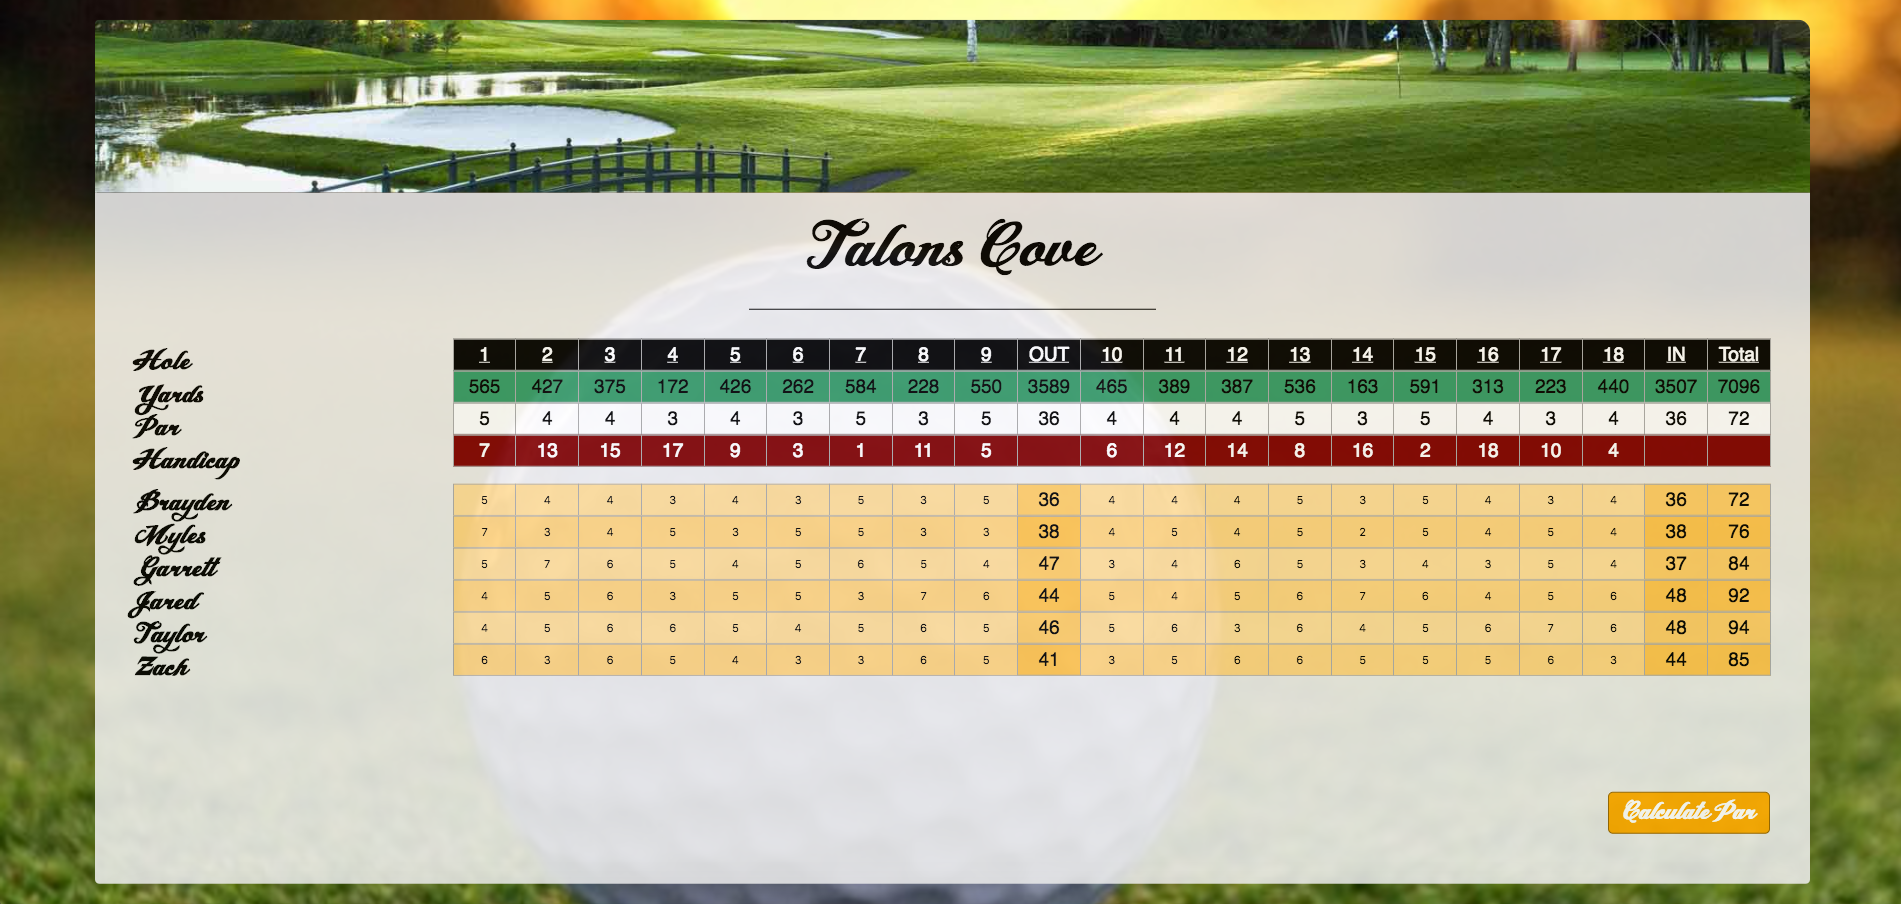 Talons Cove
Hole 1 2 3 4 5 6 7 8 9 OUT 10 11 12 13 14 15 16 17 18 IN Total
Yards 565 427 375 172 426 262 584 228 550 3589 465 389 387 536 163 591 313 223 440 3507 7096
Par 5 4 4 3 4 3 5 3 5 36 4 4 4 5 3 5 4 3 4 36 72
Handicap 7 13 15 17 9 3 1 11 5 6 12 14 8 16 2 18 10 4
Brayden 5 4 4 3 4 3 5 3 5 36 4 4 4 5 3 5 4 3 4 36 72
Myles 7 3 4 5 3 5 5 3 3 38 4 5 4 5 2 5 4 5 4 38 76
Garrett 5 7 6 5 4 5 6 5 4 47 3 4 6 5 3 4 3 5 4 37 84
Jared 4 5 6 3 5 5 3 7 6 44 5 4 5 6 7 6 4 5 6 48 92
Taylor 4 5 6 6 5 4 5 6 5 46 5 6 3 6 4 5 6 7 6 48 94
Zach 6 3 6 5 4 3 3 6 5 41 3 5 6 6 5 5 5 6 3 44 85
Calculate Par